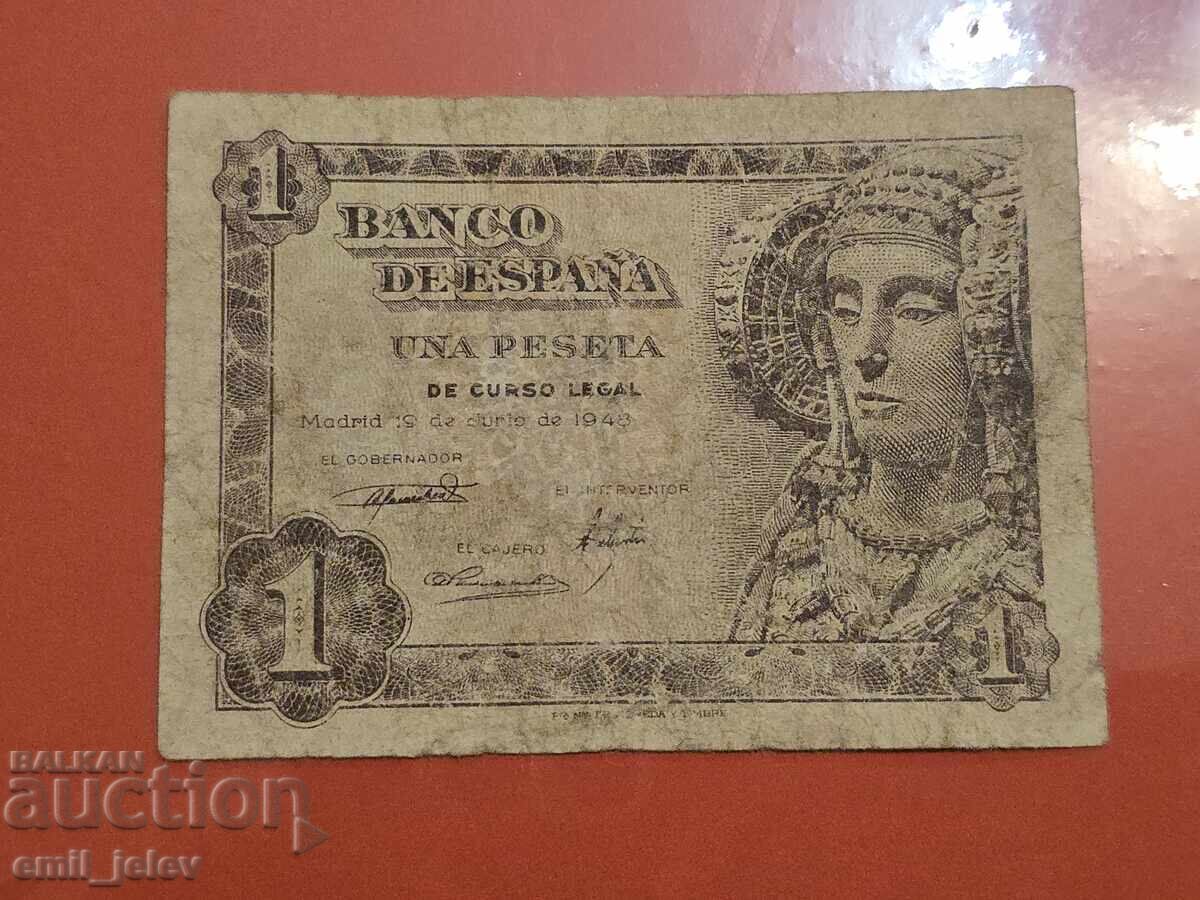 1
BANCO
DE ESPAÑA
UNA PESETA
DE CURSO LEGAL
Madrid 19 de Junio de 1948
EL GOBERNADOR
EL INTERVENTOR
EL CAJERO
1
1
BALKAN
auction
emil_jelev